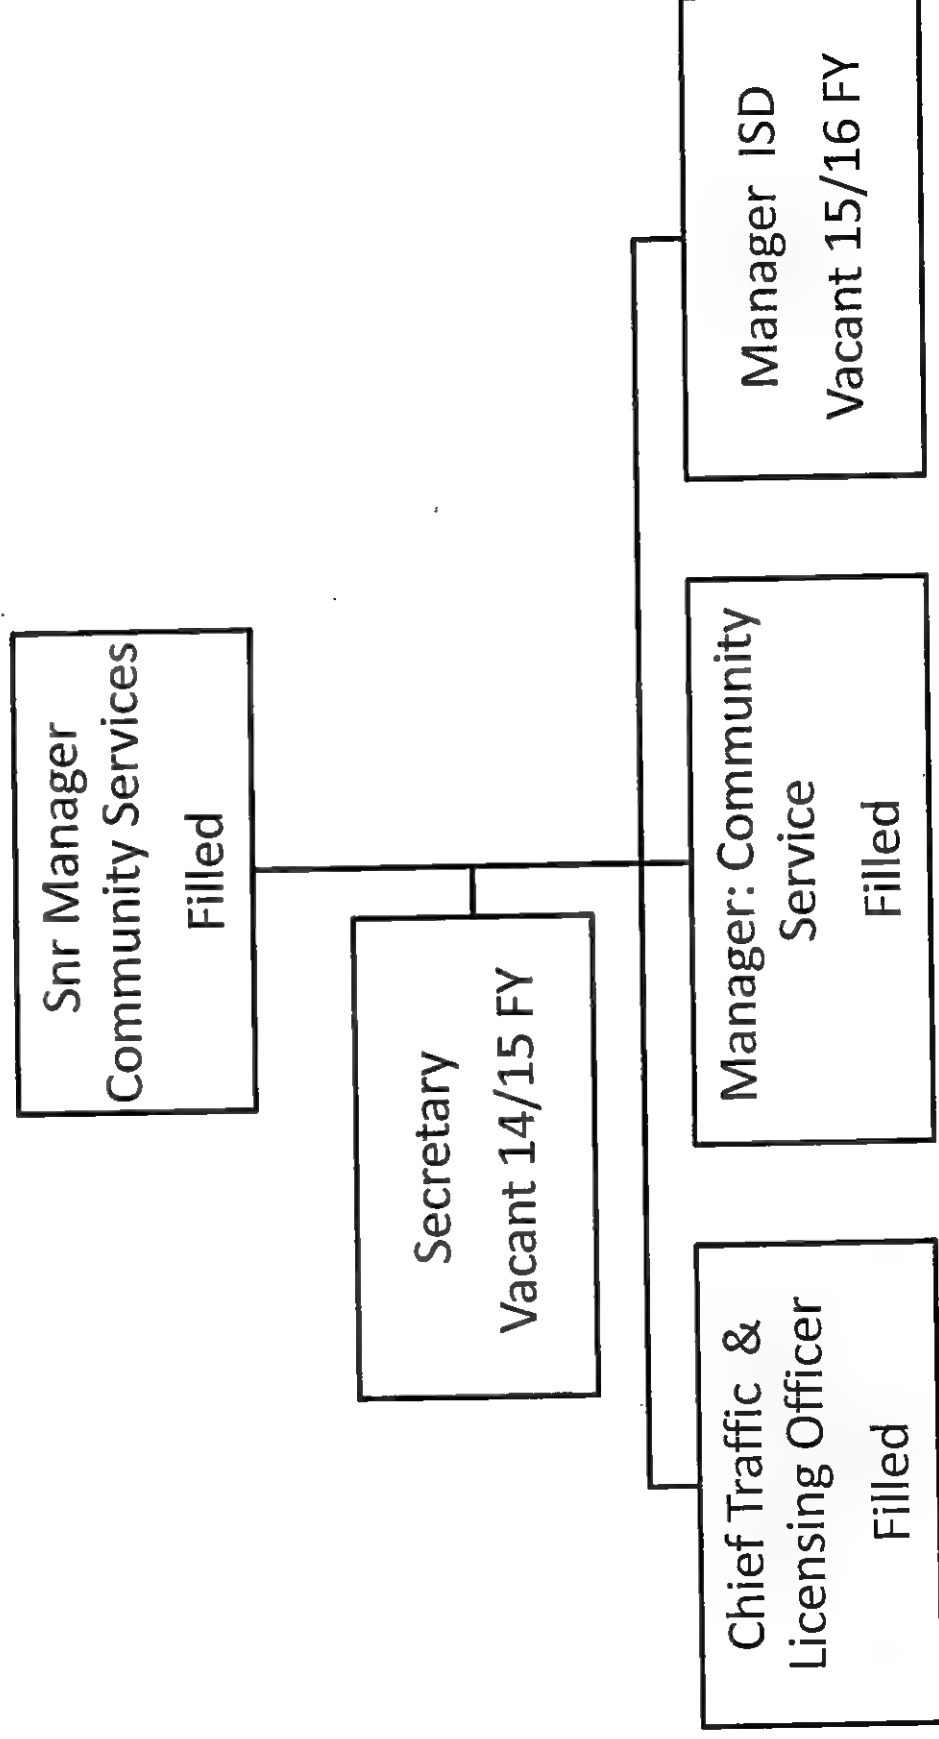 Snr Manager
Community Services
Filled
Secretary
Vacant 14/15 FY
Chief Traffic &
Licensing Officer
Filled
Manager: Community
Service
Filled
Manager ISD
Vacant 15/16 FY